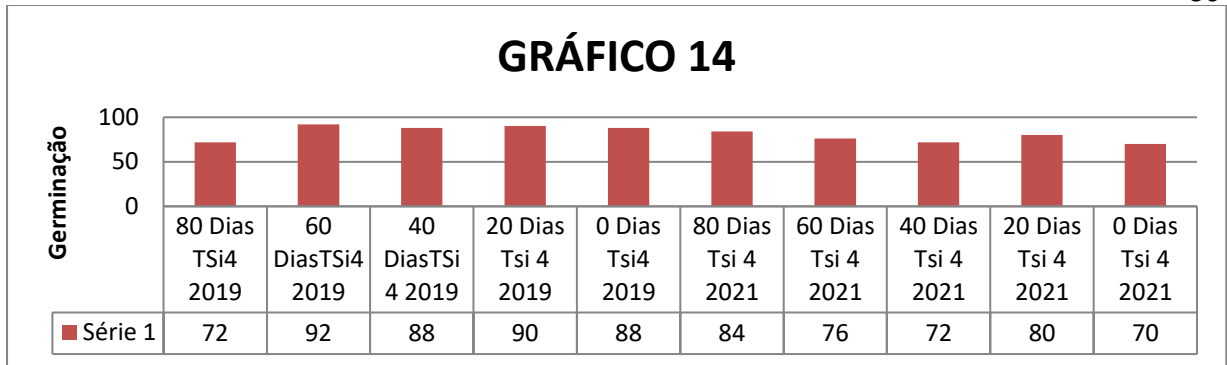 GRÁFICO 14
Germinação
100
50
0
80 Dias 60 40 20 Dias 0 Dias 80 Dias 60 Dias 40 Dias 20 Dias 0 Dias
TSi4 DiasTSi4 DiasTSi Tsi 4 Tsi4 Tsi 4 Tsi 4 Tsi 4 Tsi 4 Tsi 4
2019 2019 4 2019 2019 2019 2021 2021 2021 2021 2021
Série 1 72 92 88 90 88 84 76 72 80 70